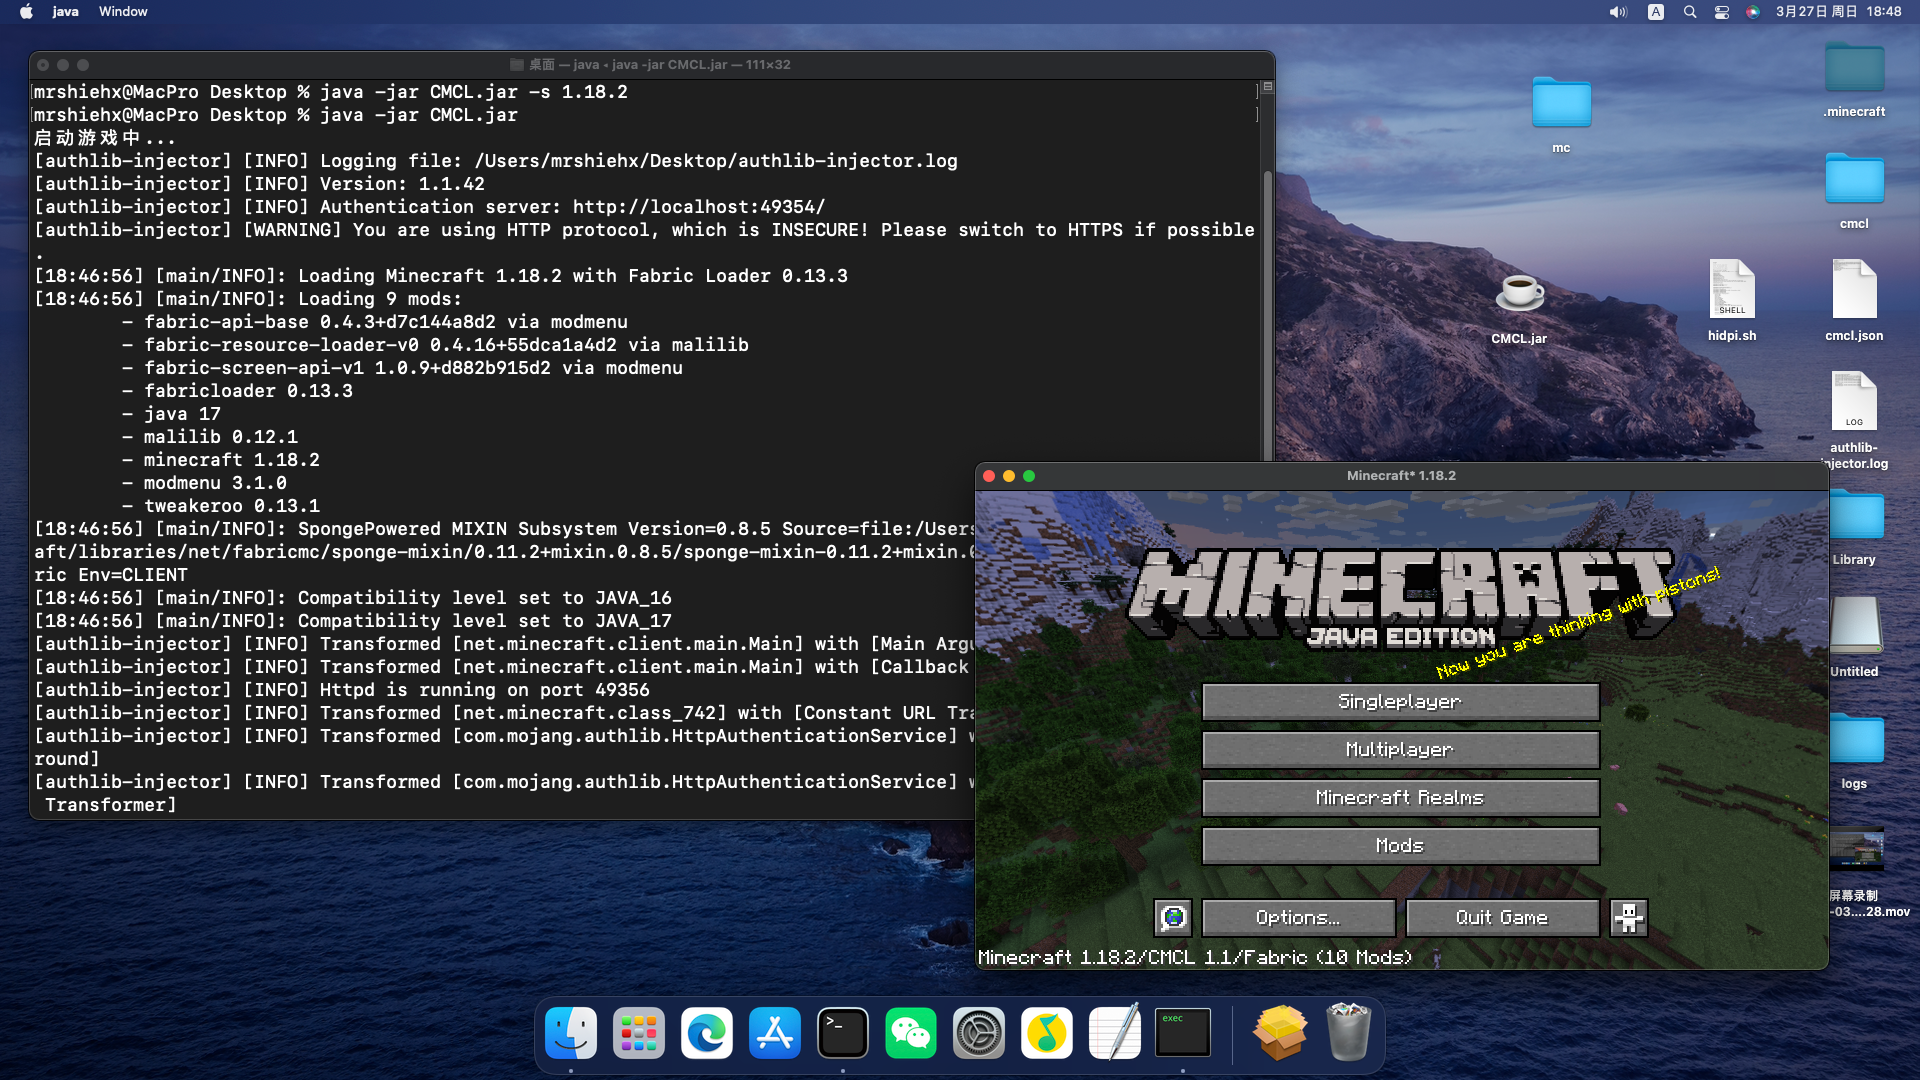 java Window
A 3月27日 周日 18:48
桌面 — java ◂ java -jar CMCL.jar — 111×32
mrshiehx@MacPro Desktop % java -jar CMCL.jar -s 1.18.2
mrshiehx@MacPro Desktop % java -jar CMCL.jar
启动游戏中...
[authlib-injector] [INFO] Logging file: /Users/mrshiehx/Desktop/authlib-injector.log
[authlib-injector] [INFO] Version: 1.1.42
[authlib-injector] [INFO] Authentication server: http://localhost:49354/
[authlib-injector] [WARNING] You are using HTTP protocol, which is INSECURE! Please switch to HTTPS if possible
.
[18:46:56] [main/INFO]: Loading Minecraft 1.18.2 with Fabric Loader 0.13.3
[18:46:56] [main/INFO]: Loading 9 mods:
- fabric-api-base 0.4.3+d7c144a8d2 via modmenu
- fabric-resource-loader-v0 0.4.16+55dca1a4d2 via malilib
- fabric-screen-api-v1 1.0.9+d882b915d2 via modmenu
- fabricloader 0.13.3
- java 17
- malilib 0.12.1
- minecraft 1.18.2
- modmenu 3.1.0
- tweakeroo 0.13.1
[18:46:56] [main/INFO]: SpongePowered MIXIN Subsystem Version=0.8.5 Source=file:/Users
aft/libraries/net/fabricmc/sponge-mixin/0.11.2+mixin.0.8.5/sponge-mixin-0.11.2+mixin.0
ric Env=CLIENT
[18:46:56] [main/INFO]: Compatibility level set to JAVA_16
[18:46:56] [main/INFO]: Compatibility level set to JAVA_17
[authlib-injector] [INFO] Transformed [net.minecraft.client.main.Main] with [Main Argu
[authlib-injector] [INFO] Transformed [net.minecraft.client.main.Main] with [Callback
[authlib-injector] [INFO] Httpd is running on port 49356
[authlib-injector] [INFO] Transformed [net.minecraft.class_742] with [Constant URL Tra
[authlib-injector] [INFO] Transformed [com.mojang.authlib.HttpAuthenticationService] w
round]
[authlib-injector] [INFO] Transformed [com.mojang.authlib.HttpAuthenticationService] w
Transformer]
Minecraft* 1.18.2
MINECRAFT
JAVA EDITION
Now you are thinking with pistons!
Singleplayer
Multiplayer
Minecraft Realms
Mods
Options...
Quit Game
Minecraft 1.18.2/CMCL 1.1/Fabric (10 Mods)
mc
.minecraft
cmcl
CMCL.jar
SHELL
hidpi.sh
cmcl.json
LOG
authlib-
injector.log
Library
Untitled
logs
屏幕录制
-03....28.mov
>_
exec